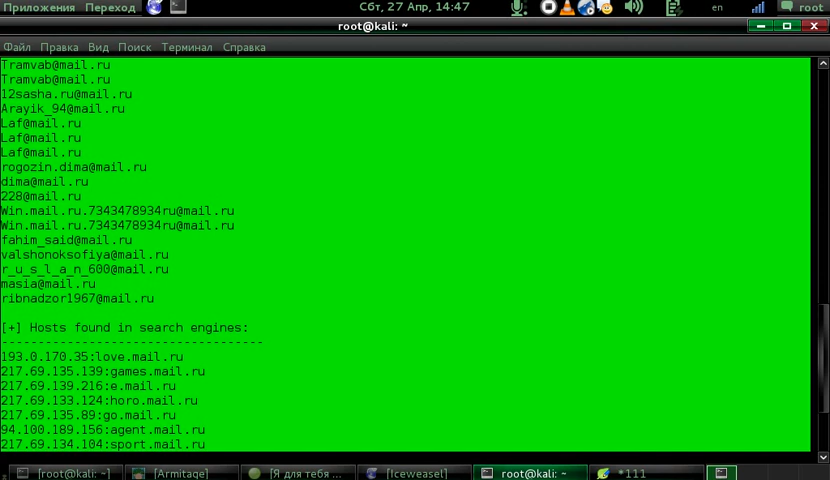 Приложения Переход Сбт, 27 Апр, 14:47 en root
root@kali: ~
Файл Правка Вид Поиск Терминал Справка
Tramvab@mail.ru
Tramvab@mail.ru
12sasha.ru@mail.ru
Arayik_94@mail.ru
Laf@mail.ru
Laf@mail.ru
Laf@mail.ru
rogozin.dima@mail.ru
dima@mail.ru
228@mail.ru
Win.mail.ru.7343478934ru@mail.ru
Win.mail.ru.7343478934ru@mail.ru
fahim_said@mail.ru
valshonoksofiya@mail.ru
r_u_s_l_a_n_600@mail.ru
masia@mail.ru
ribnadzor1967@mail.ru
[+] Hosts found in search engines:
------------------------------------
193.0.170.35:love.mail.ru
217.69.135.139:games.mail.ru
217.69.139.216:e.mail.ru
217.69.133.124:horo.mail.ru
217.69.135.89:go.mail.ru
94.100.189.156:agent.mail.ru
217.69.134.104:sport.mail.ru
[root@kali: ~] [Armitage] [Я для тебя ... [Iceweasel] root@kali: ~ *111